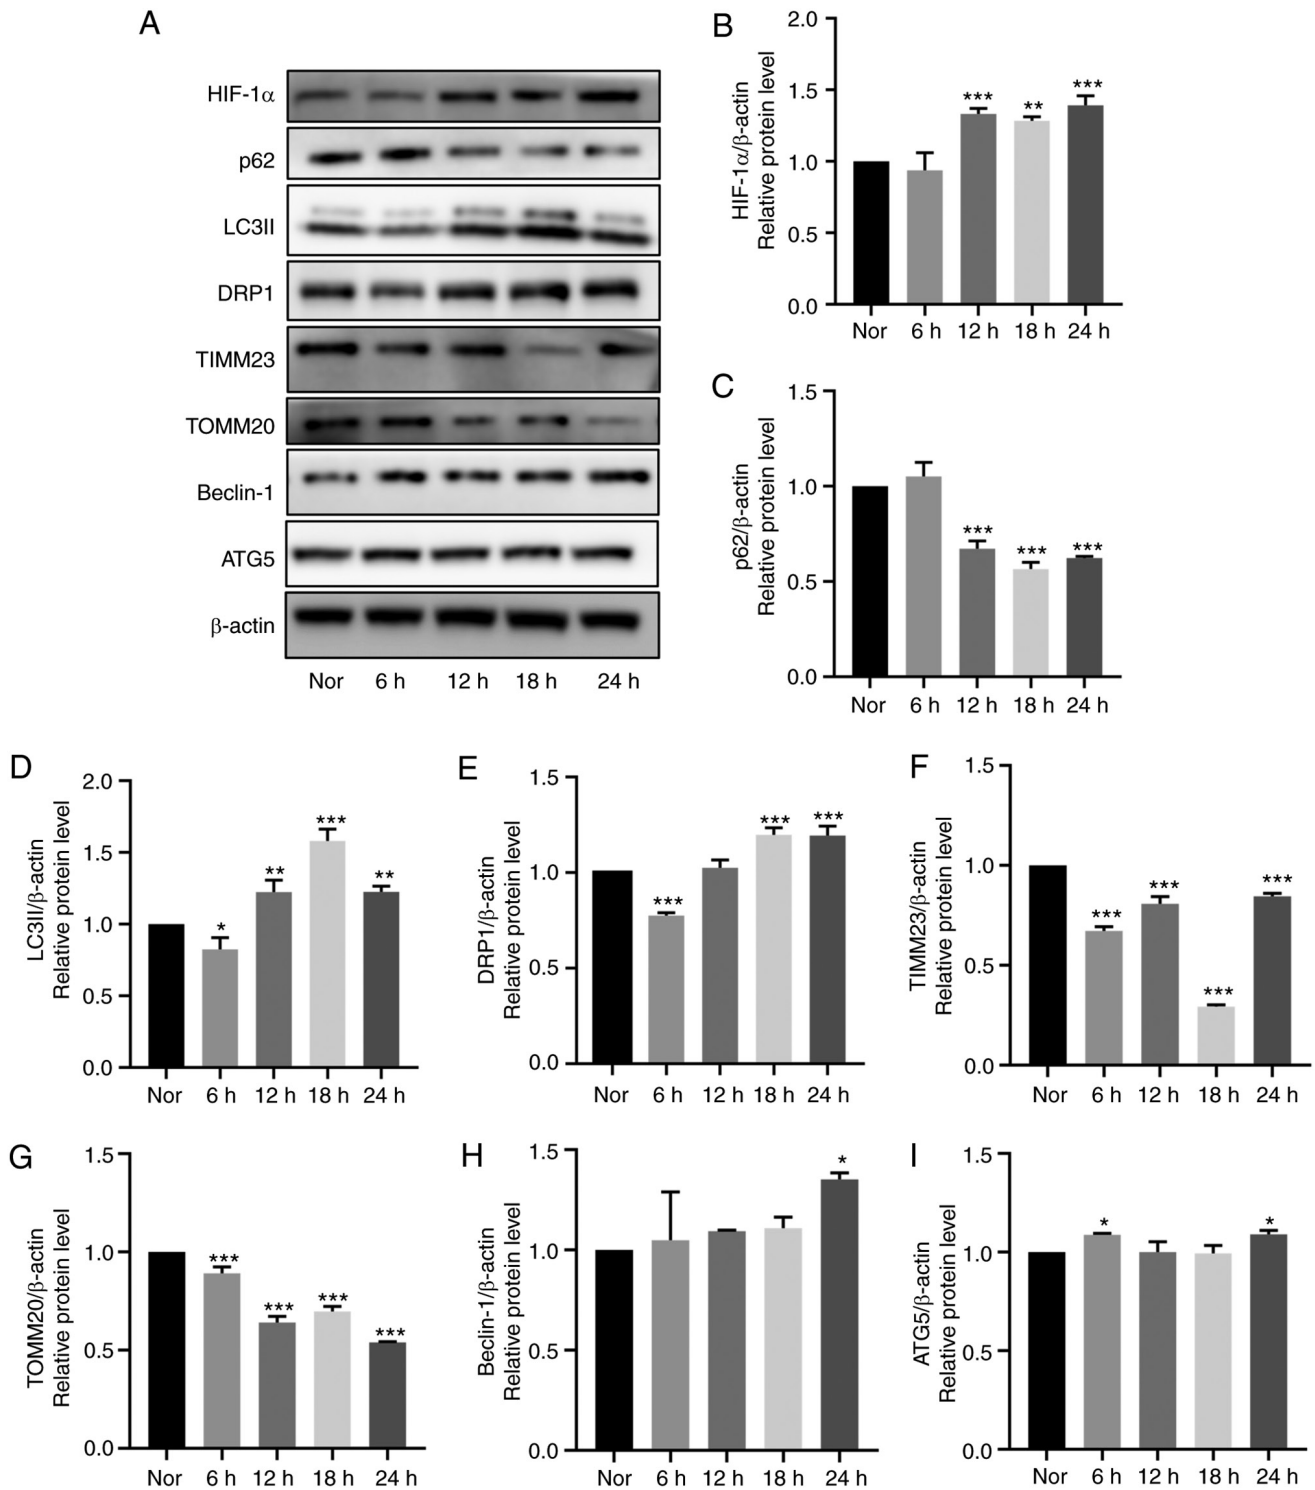 A
HIF-1α
p62
LC3II
DRP1
TIMM23
TOMM20
Beclin-1
ATG5
β-actin
Nor 6 h 12 h 18 h 24 h
B
HIF-1α/β-actin
Relative protein level
2.0
1.5
1.0
0.5
0.0
***
**
***
Nor 6 h 12 h 18 h 24 h
C
p62/β-actin
Relative protein level
1.5
1.0
0.5
0.0
***
***
***
Nor 6 h 12 h 18 h 24 h
D
LC3II/β-actin
Relative protein level
2.0
1.5
1.0
0.5
0.0
*
**
***
**
Nor 6 h 12 h 18 h 24 h
E
DRP1/β-actin
Relative protein level
1.5
1.0
0.5
0.0
***
***
***
Nor 6 h 12 h 18 h 24 h
F
TIMM23/β-actin
Relative protein level
1.5
1.0
0.5
0.0
***
***
***
***
Nor 6 h 12 h 18 h 24 h
G
TOMM20/β-actin
Relative protein level
1.5
1.0
0.5
0.0
***
***
***
***
Nor 6 h 12 h 18 h 24 h
H
Beclin-1/β-actin
Relative protein level
1.5
1.0
0.5
0.0
*
Nor 6 h 12 h 18 h 24 h
I
ATG5/β-actin
Relative protein level
1.5
1.0
0.5
0.0
*
*
Nor 6 h 12 h 18 h 24 h